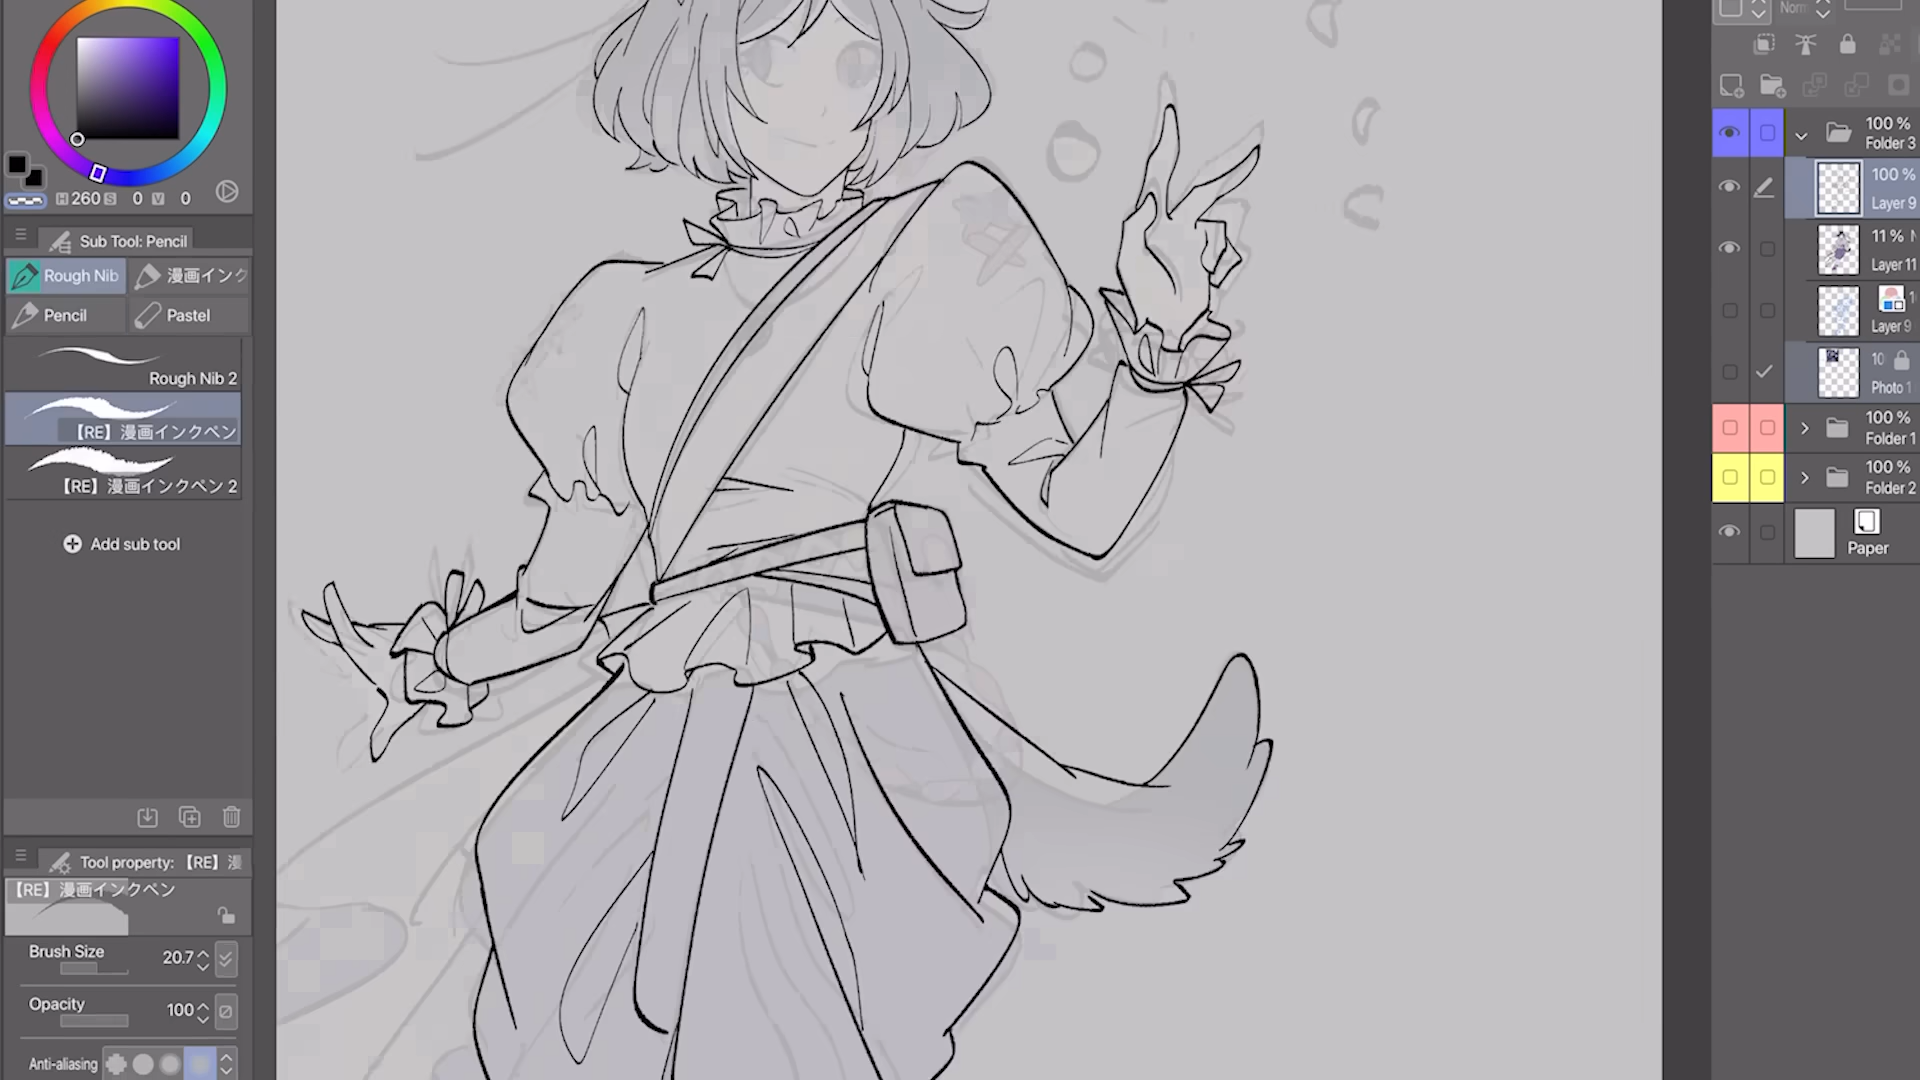 H 260 S 0 V 0
Sub Tool: Pencil
Rough Nib
漫画インク
Pencil
Pastel
Rough Nib 2
【RE】漫画インクペン
【RE】漫画インクペン 2
Add sub tool
Tool property: 【RE】漫
【RE】漫画インクペン
Brush Size 20.7
Opacity 100
Anti-aliasing
Norm
100 %
Folder 3
100 %
Layer 9
11 % N
Layer 11
1
Layer 9
10
Photo 1
100 %
Folder 1
100 %
Folder 2
Paper